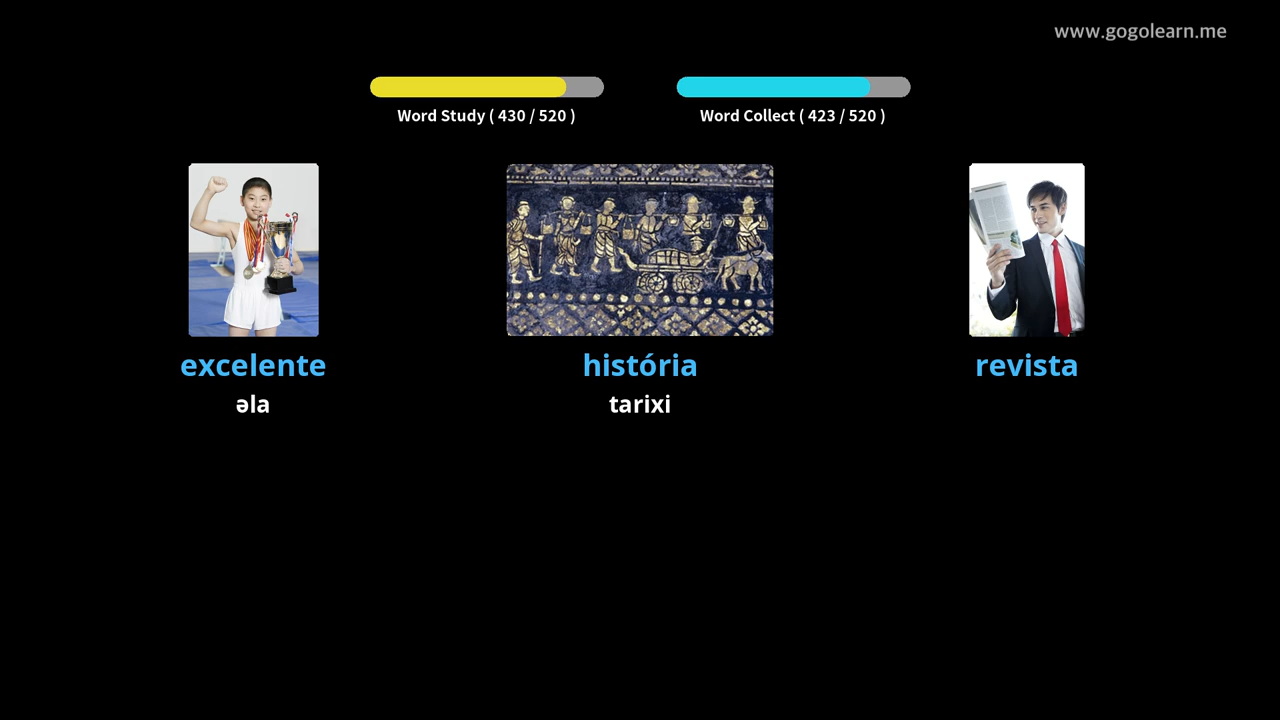 www.gogolearn.me
Word Study ( 430 / 520 )
Word Collect ( 423 / 520 )
excelente
história
revista
əla
tarixi